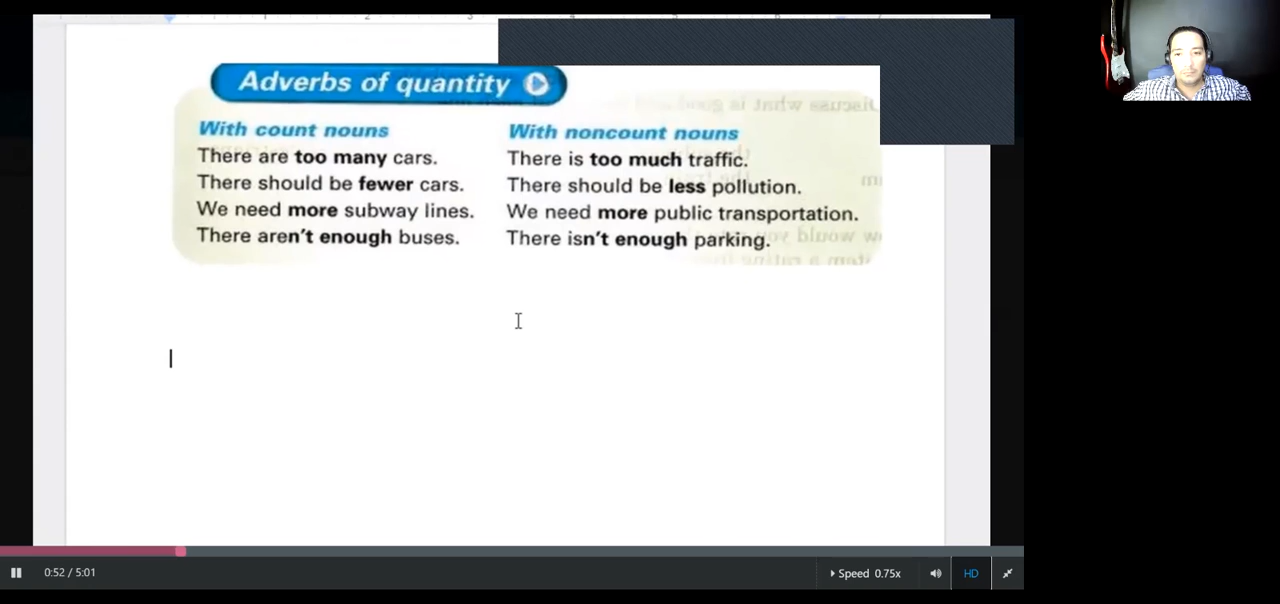 Adverbs of quantity
With count nouns
There are too many cars.
There should be fewer cars.
We need more subway lines.
There aren't enough buses.
With noncount nouns
There is too much traffic.
There should be less pollution.
We need more public transportation.
There isn't enough parking.
0:52 / 5:01
Speed 0.75x
HD